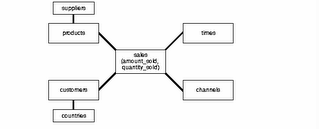 suppliers
products
times
sales
(amount_sold,
quantity_sold)
customers
channels
countries